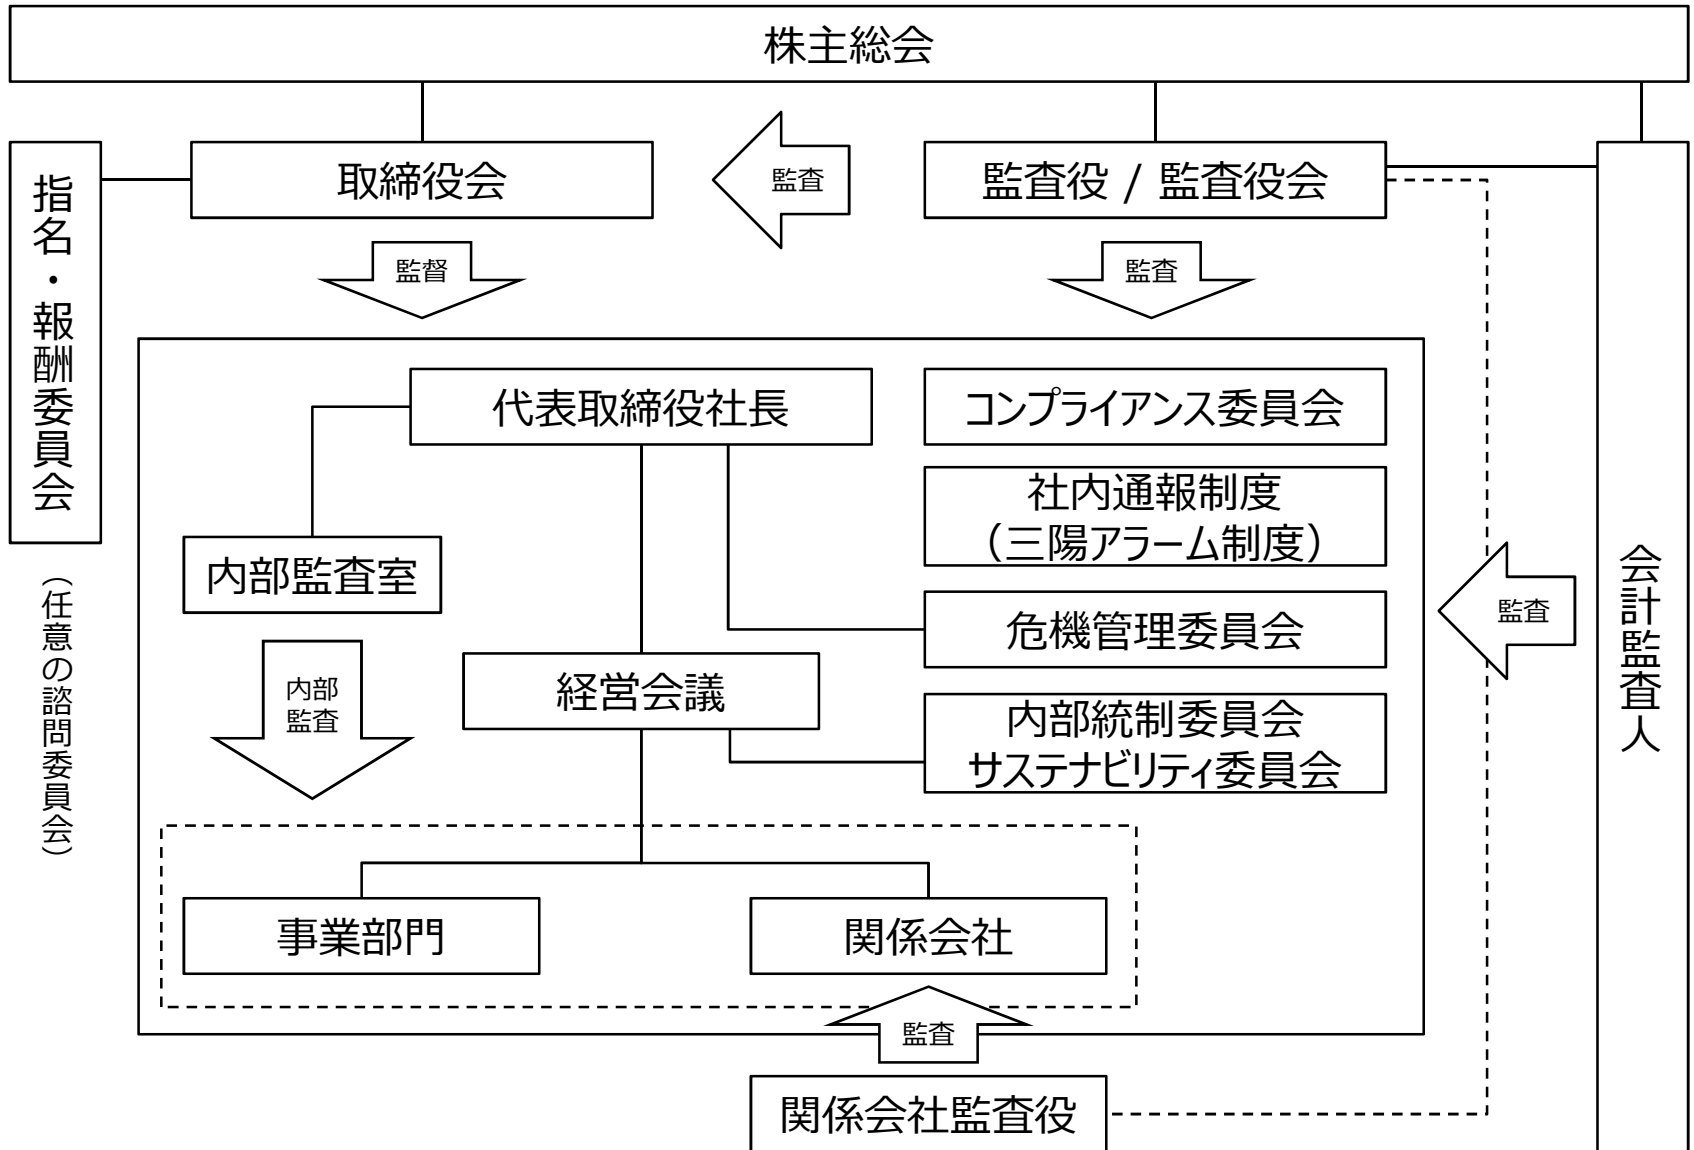 株主総会
指名・報酬委員会
（任意の諮問委員会）
取締役会
監査
監査役 / 監査役会
監督
監査
代表取締役社長
コンプライアンス委員会
社内通報制度
（三陽アラーム制度）
内部監査室
危機管理委員会
監査
会計監査人
内部
監査
経営会議
内部統制委員会
サステナビリティ委員会
事業部門
関係会社
監査
関係会社監査役